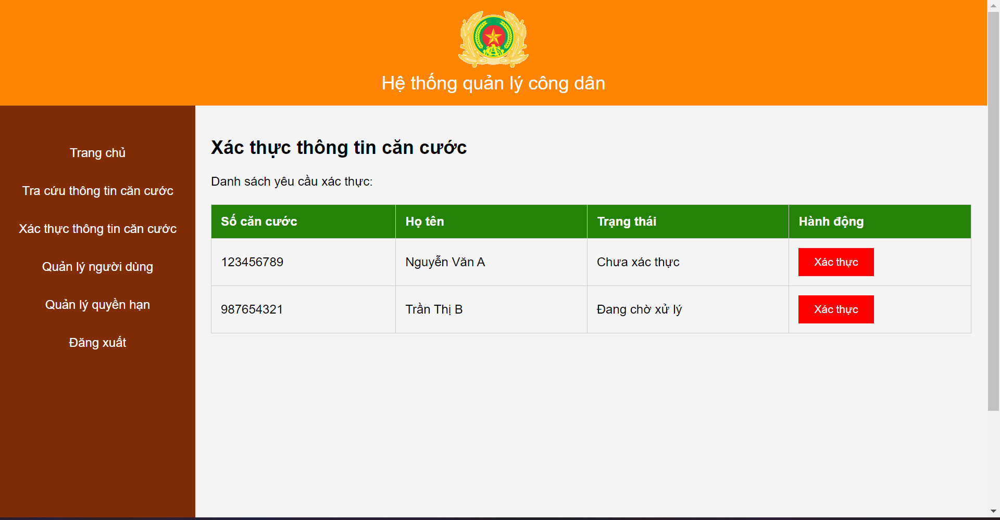 Hệ thống quản lý công dân
Trang chủ
Tra cứu thông tin căn cước
Xác thực thông tin căn cước
Quản lý người dùng
Quản lý quyền hạn
Đăng xuất
Xác thực thông tin căn cước
Danh sách yêu cầu xác thực:
Số căn cước Họ tên Trạng thái Hành động
123456789 Nguyễn Văn A Chưa xác thực Xác thực
987654321 Trần Thị B Đang chờ xử lý Xác thực